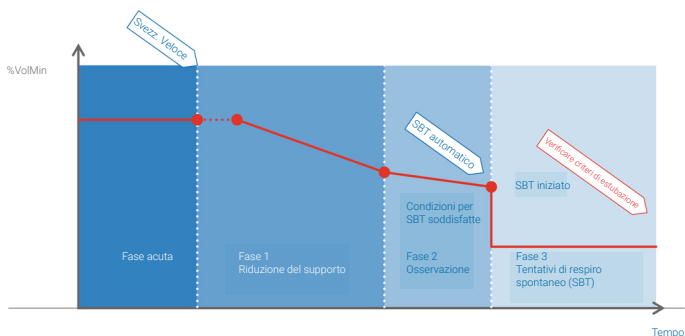 Svezz. Veloce
%VolMin
SBT automatico
Verificare criteri di estubazione
SBT iniziato
Condizioni per
SBT soddisfatte
Fase acuta
Fase 1
Riduzione del supporto
Fase 2
Osservazione
Fase 3
Tentativi di respiro
spontaneo (SBT)
Tempo